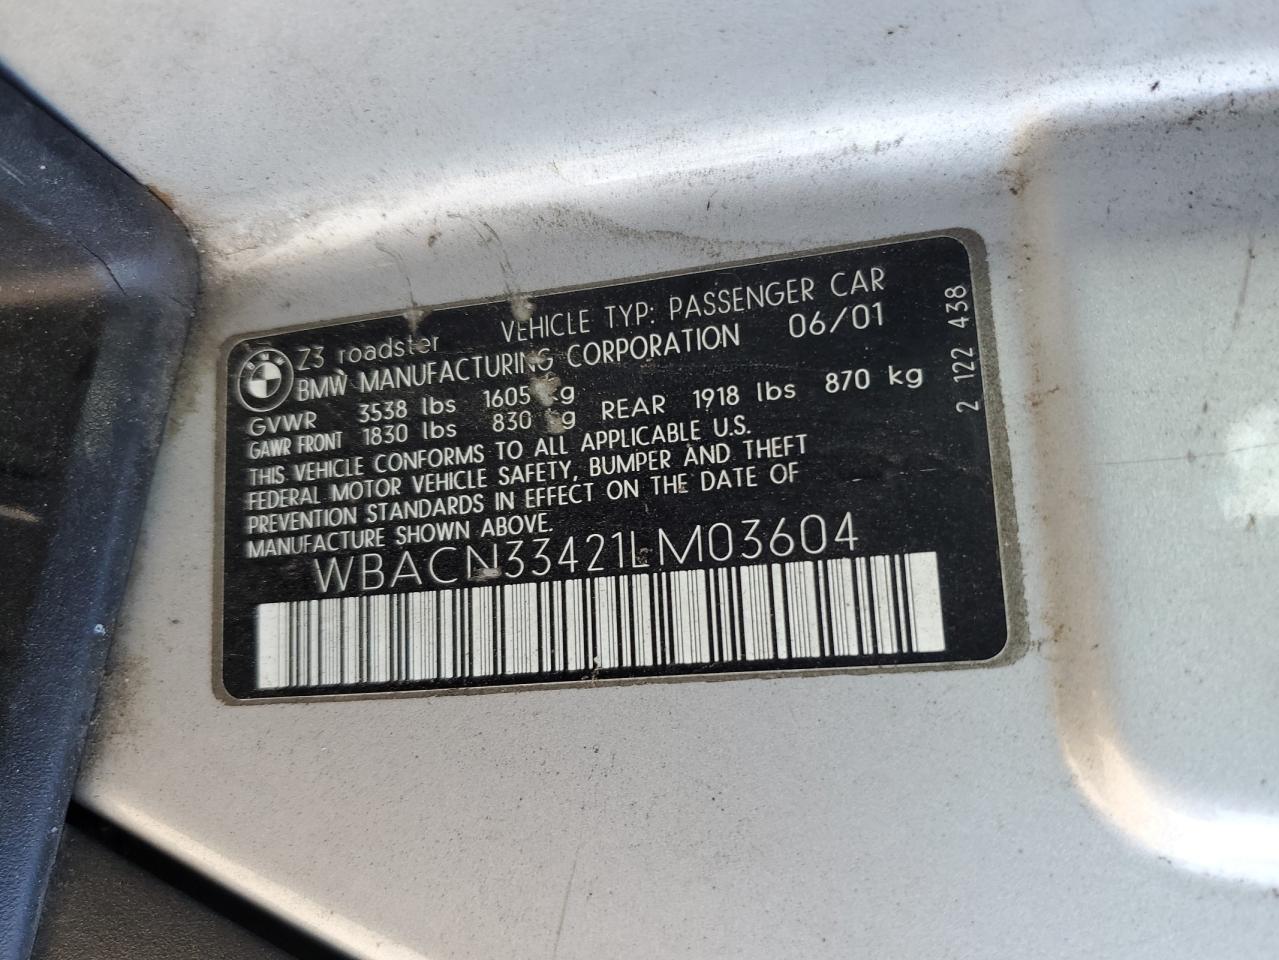 Z3 roadster VEHICLE TYP: PASSENGER CAR
BMW MANUFACTURING CORPORATION 06/01
GVWR 3538 lbs 1605 kg
GAWR FRONT 1830 lbs 830 kg REAR 1918 lbs 870 kg
THIS VEHICLE CONFORMS TO ALL APPLICABLE U.S.
FEDERAL MOTOR VEHICLE SAFETY, BUMPER AND THEFT
PREVENTION STANDARDS IN EFFECT ON THE DATE OF
MANUFACTURE SHOWN ABOVE.
WBACN33421LM03604
2 122 438